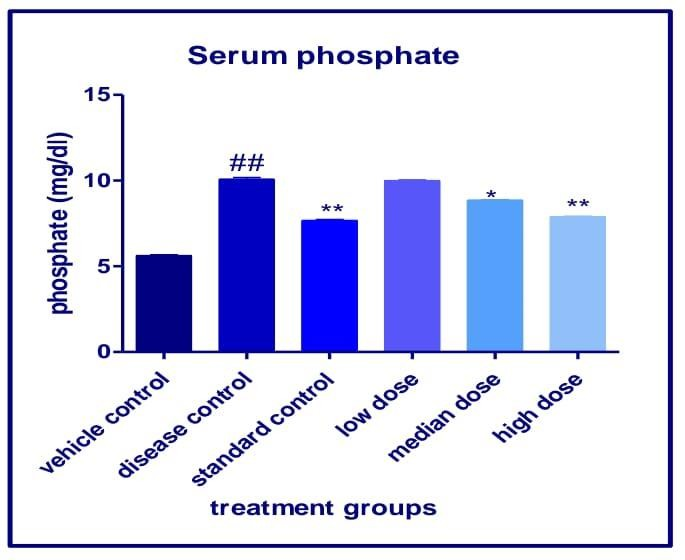 Serum phosphate
phosphate (mg/dl)
15
10
5
0
##
**
*
**
vehicle control
disease control
standard control
low dose
median dose
high dose
treatment groups